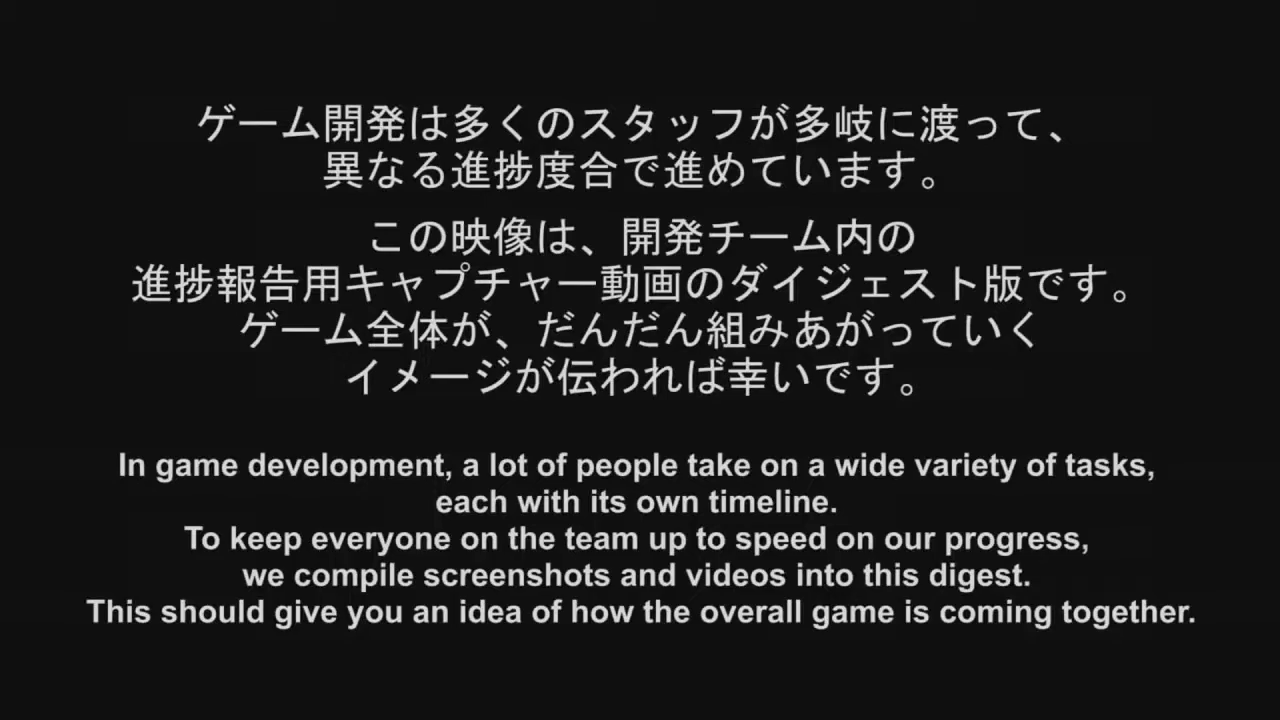 ゲーム開発は多くのスタッフが多岐に渡って、
異なる進捗度合で進めています。
この映像は、開発チーム内の
進捗報告用キャプチャー動画のダイジェスト版です。
ゲーム全体が、だんだん組みあがっていく
イメージが伝われば幸いです。
In game development, a lot of people take on a wide variety of tasks,
each with its own timeline.
To keep everyone on the team up to speed on our progress,
we compile screenshots and videos into this digest.
This should give you an idea of how the overall game is coming together.